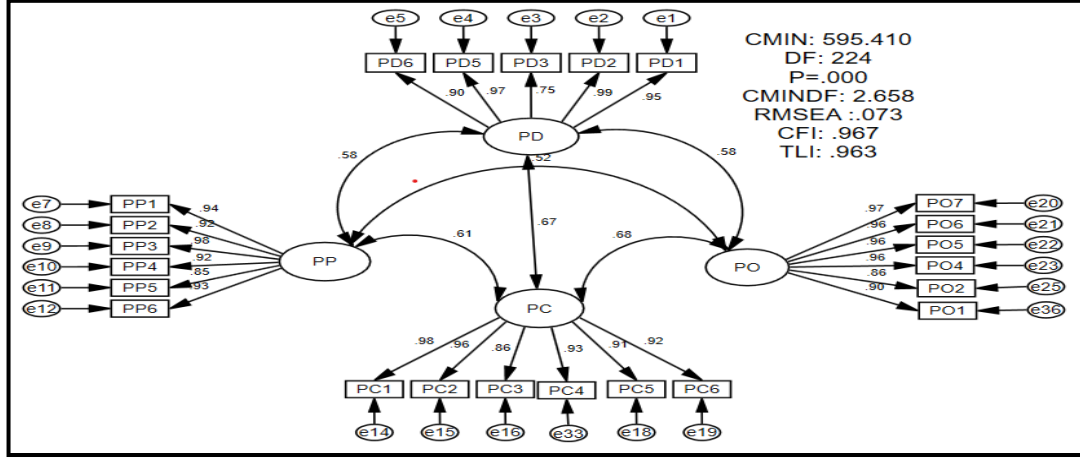 e5 e4 e3 e2 e1
PD6 PD5 PD3 PD2 PD1
.90 .97 .75 .99 .95
PD
CMIN: 595.410
DF: 224
P=.000
CMINDF: 2.658
RMSEA :.073
CFI: .967
TLI: .963
.58 .52 .58
.67
.61 .68
e7 PP1 .94
e8 PP2 .92
e9 PP3 .98
e10 PP4 .92
e11 PP5 .85
e12 PP6 .93
PP
PO
.97 PO7 e20
.96 PO6 e21
.96 PO5 e22
.96 PO4 e23
.86 PO2 e25
.90 PO1 e36
PC
.98 .96 .86 .93 .91 .92
PC1 PC2 PC3 PC4 PC5 PC6
e14 e15 e16 e33 e18 e19